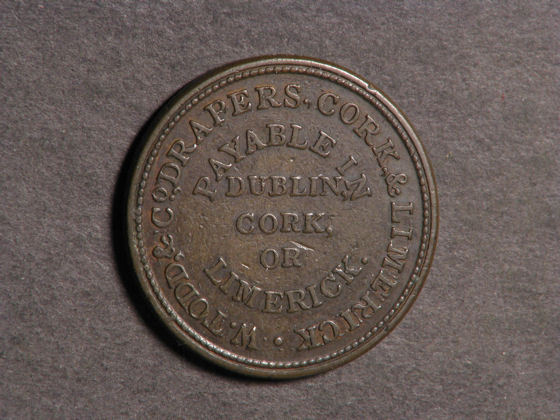 W. TODD & CO. DRAPERS. CORK & LIMERICK
PAYABLE IN
DUBLIN,
CORK,
OR
LIMERICK.